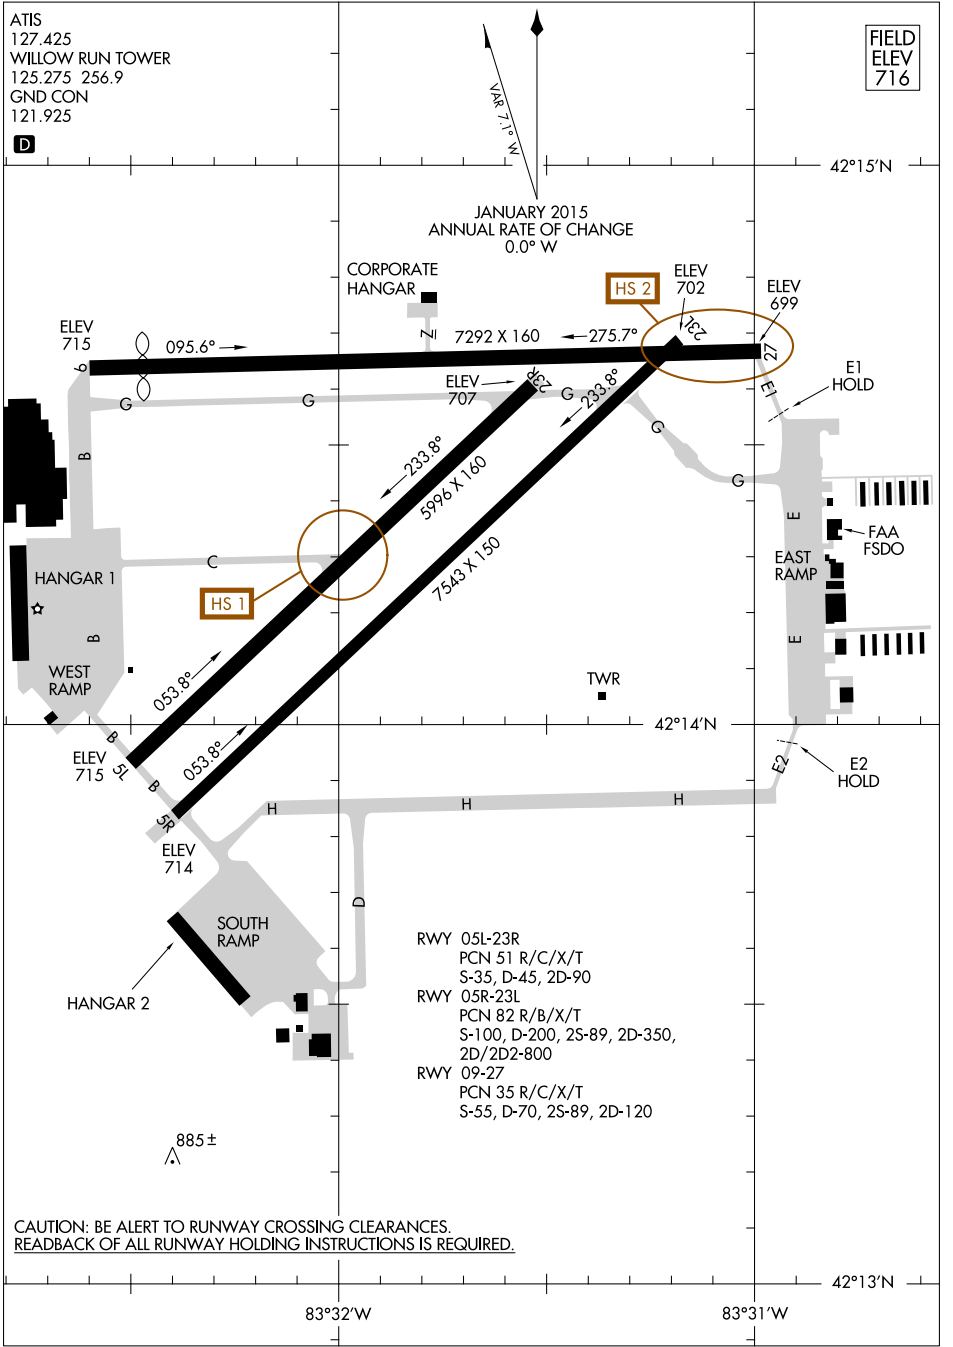 ATIS
127.425
WILLOW RUN TOWER
125.275 256.9
GND CON
121.925
D
FIELD
ELEV
716
VAR 7.1° W
42°15'N
JANUARY 2015
ANNUAL RATE OF CHANGE
0.0° W
CORPORATE
HANGAR
HS 2
ELEV
702
ELEV
699
ELEV
715
Z
7292 X 160
275.7°
095.6°
23L
27
9
23R
ELEV
707
233.8°
E1
E1
HOLD
G
G
G
G
G
B
233.8°
5996 X 160
7543 X 150
E
FAA
FSDO
EAST
RAMP
C
HANGAR 1
HS 1
B
E
WEST
RAMP
053.8°
TWR
42°14'N
053.8°
B
5L
ELEV
715
B
5R
E2
E2
HOLD
H
H
H
ELEV
714
D
SOUTH
RAMP
HANGAR 2
RWY 05L-23R
PCN 51 R/C/X/T
S-35, D-45, 2D-90
RWY 05R-23L
PCN 82 R/B/X/T
S-100, D-200, 2S-89, 2D-350,
2D/2D2-800
RWY 09-27
PCN 35 R/C/X/T
S-55, D-70, 2S-89, 2D-120
885±
CAUTION: BE ALERT TO RUNWAY CROSSING CLEARANCES.
READBACK OF ALL RUNWAY HOLDING INSTRUCTIONS IS REQUIRED.
42°13'N
83°32'W
83°31'W